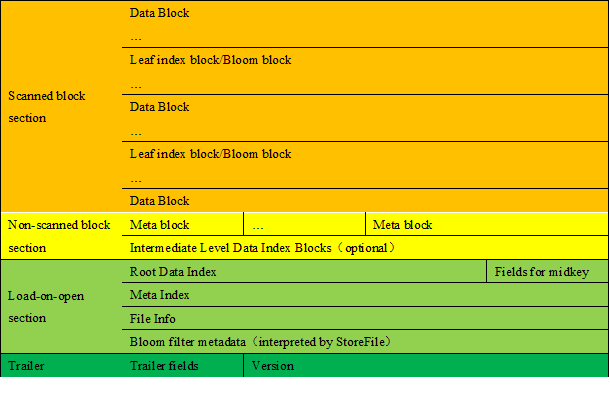 Scanned block
section
Data Block
…
Leaf index block/Bloom block
…
Data Block
…
Leaf index block/Bloom block
…
Data Block
Non-scanned block
section
Meta block
…
Meta block
Intermediate Level Data Index Blocks（optional）
Load-on-open
section
Root Data Index
Fields for midkey
Meta Index
File Info
Bloom filter metadata（interpreted by StoreFile）
Trailer
Trailer fields
Version